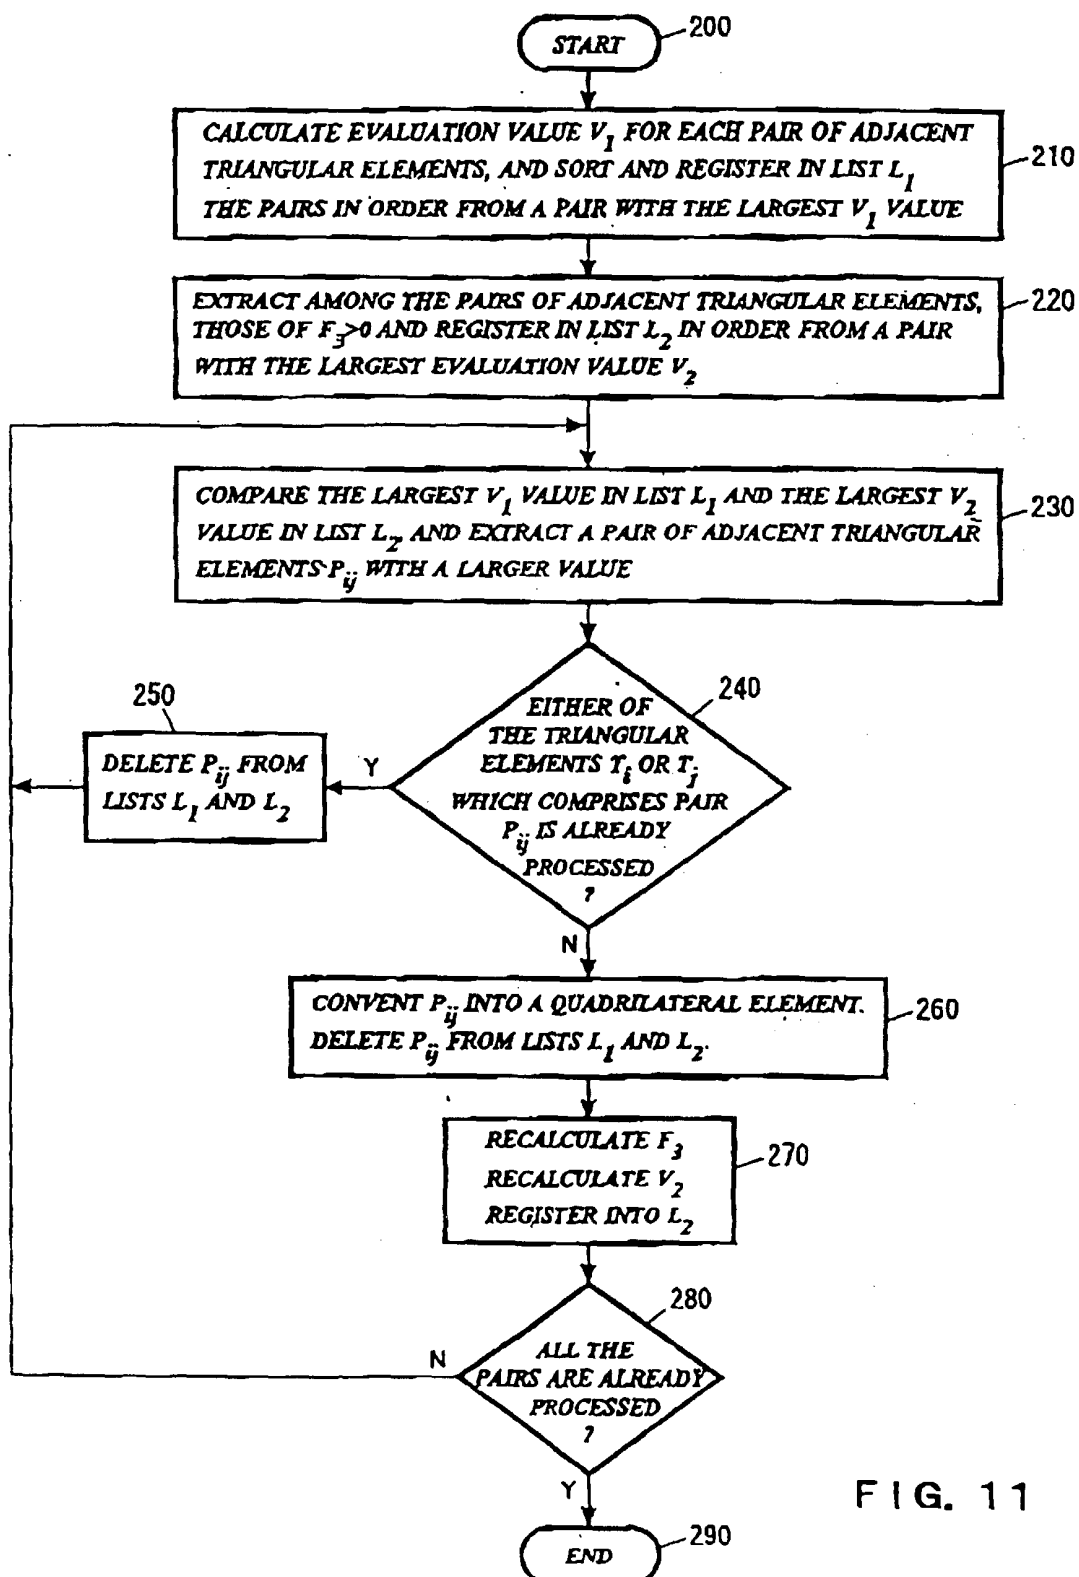 START
200
CALCULATE EVALUATION VALUE V1 FOR EACH PAIR OF ADJACENT
TRIANGULAR ELEMENTS, AND SORT AND REGISTER IN LIST L1
THE PAIRS IN ORDER FROM A PAIR WITH THE LARGEST V1 VALUE
210
EXTRACT AMONG THE PAIRS OF ADJACENT TRIANGULAR ELEMENTS,
THOSE OF F3>0 AND REGISTER IN LIST L2 IN ORDER FROM A PAIR
WITH THE LARGEST EVALUATION VALUE V2
220
COMPARE THE LARGEST V1 VALUE IN LIST L1 AND THE LARGEST V2
VALUE IN LIST L2, AND EXTRACT A PAIR OF ADJACENT TRIANGULAR
ELEMENTS Pij WITH A LARGER VALUE
230
EITHER OF
THE TRIANGULAR
ELEMENTS Ti OR Tj
WHICH COMPRISES PAIR
Pij IS ALREADY
PROCESSED
?
240
Y
250
DELETE Pij FROM
LISTS L1 AND L2
N
CONVENT Pij INTO A QUADRILATERAL ELEMENT.
DELETE Pij FROM LISTS L1 AND L2.
260
RECALCULATE F3
RECALCULATE V2
REGISTER INTO L2
270
280
ALL THE
PAIRS ARE ALREADY
PROCESSED
?
N
Y
END
290
FIG. 11